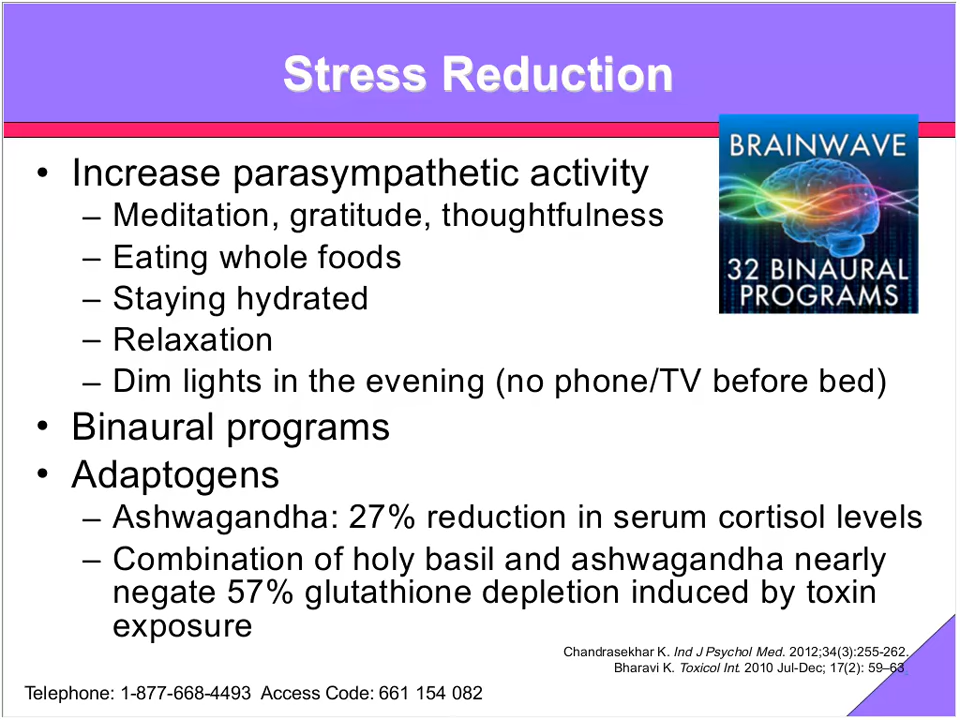 Stress Reduction
BRAINWAVE
32 BINAURAL
PROGRAMS
• Increase parasympathetic activity
– Meditation, gratitude, thoughtfulness
– Eating whole foods
– Staying hydrated
– Relaxation
– Dim lights in the evening (no phone/TV before bed)
• Binaural programs
• Adaptogens
– Ashwagandha: 27% reduction in serum cortisol levels
– Combination of holy basil and ashwagandha nearly
negate 57% glutathione depletion induced by toxin
exposure
Chandrasekhar K. Ind J Psychol Med. 2012;34(3):255-262.
Bharavi K. Toxicol Int. 2010 Jul-Dec; 17(2): 59–63.
Telephone: 1-877-668-4493 Access Code: 661 154 082